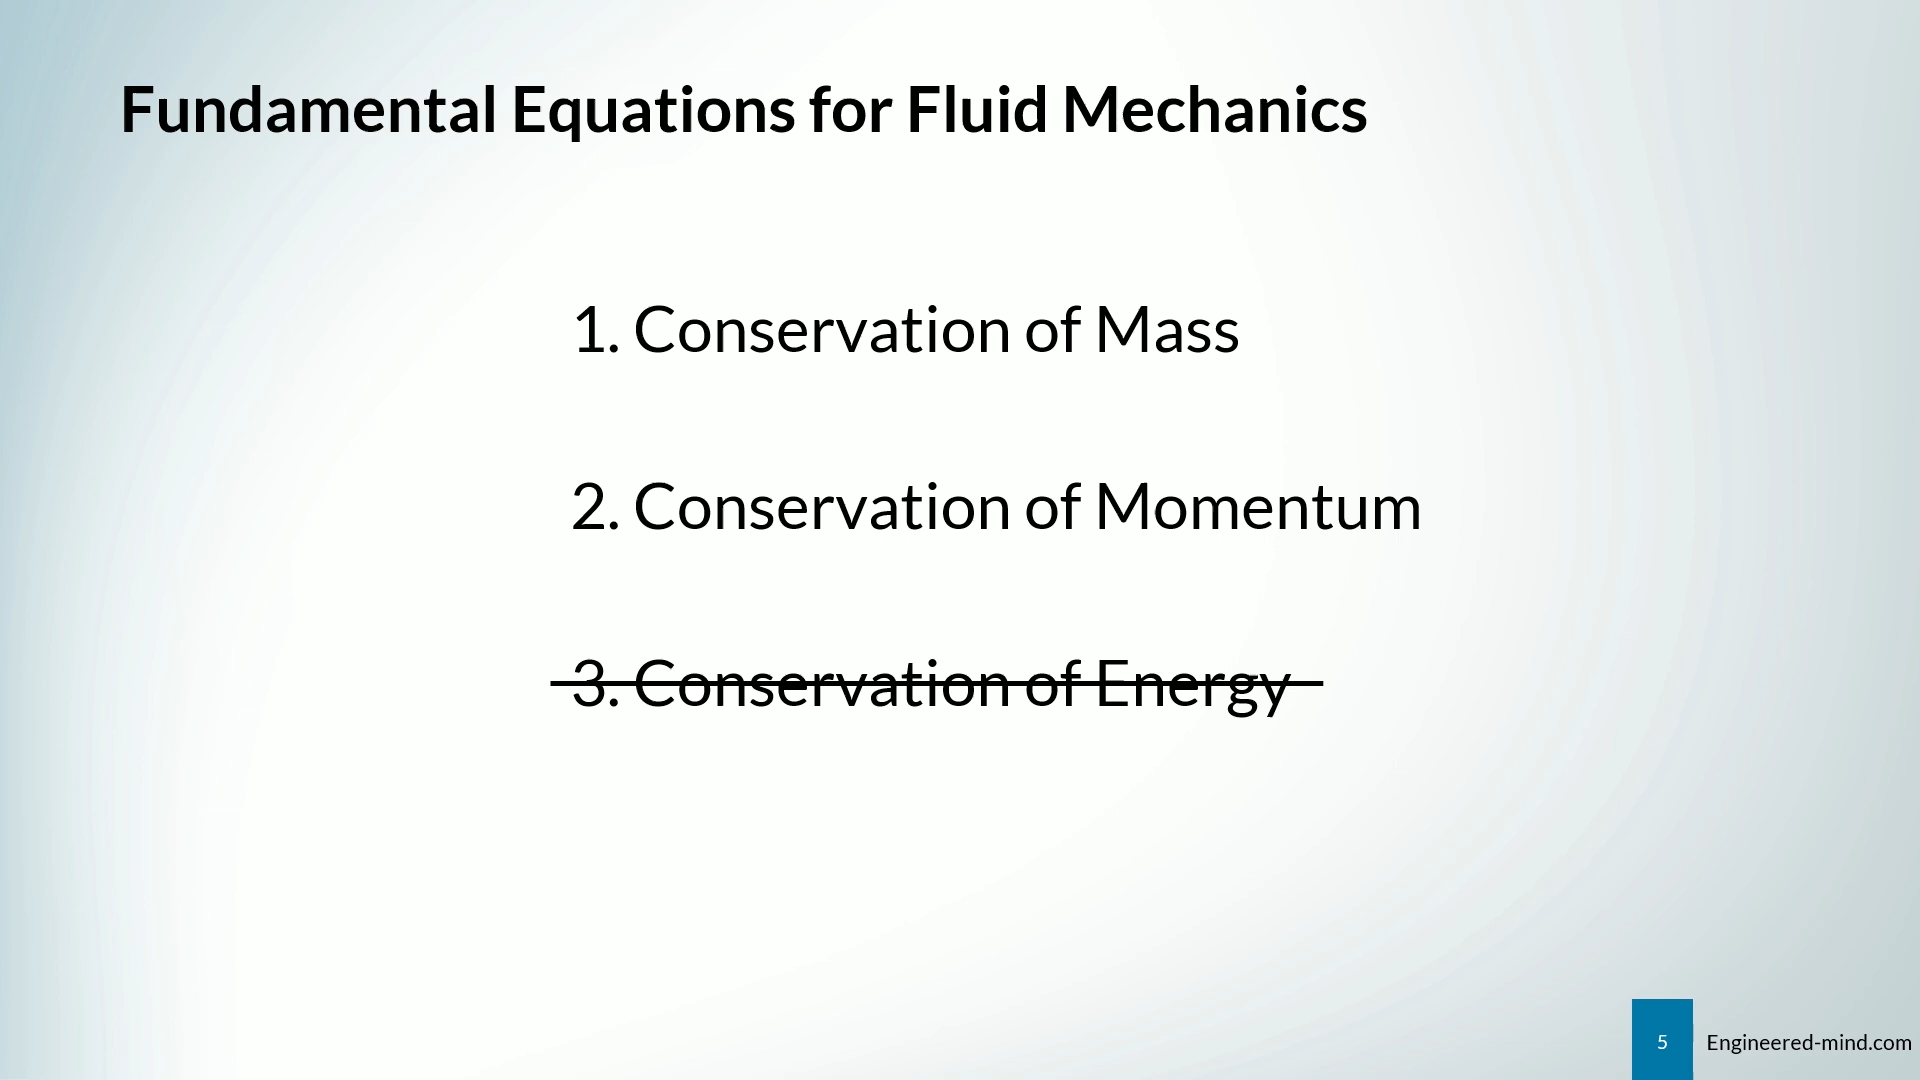 Fundamental Equations for Fluid Mechanics
1. Conservation of Mass
2. Conservation of Momentum
3. Conservation of Energy
5
Engineered-mind.com